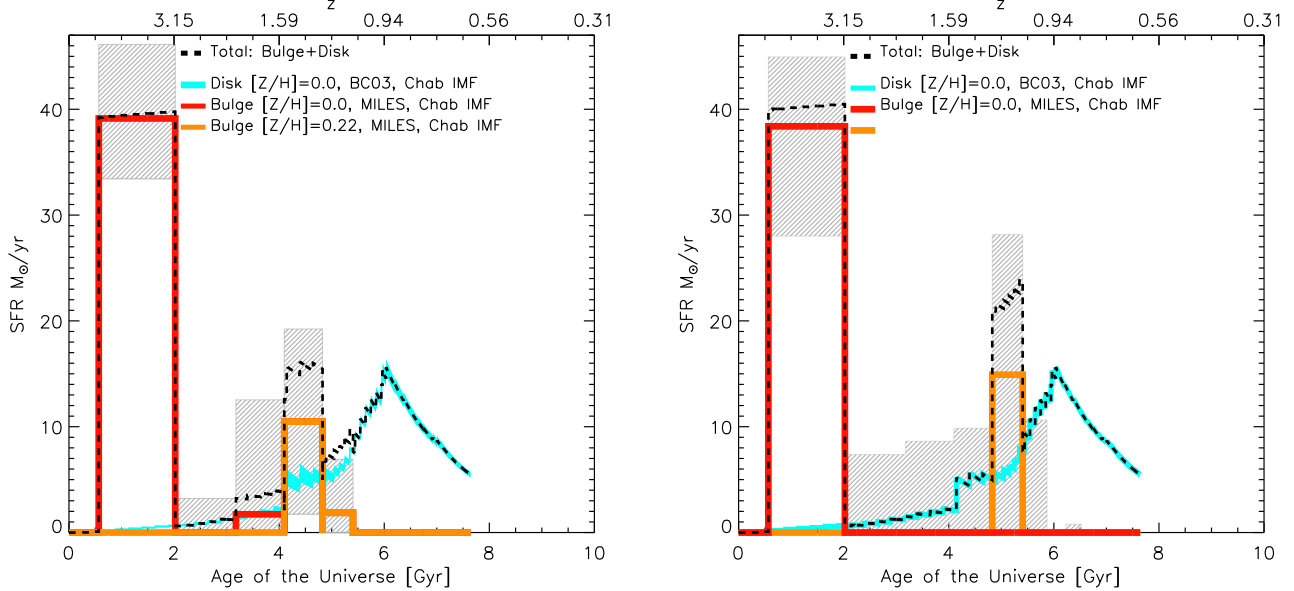 z
3.15 1.59 0.94 0.56 0.31
Total: Bulge+Disk
Disk [Z/H]=0.0, BC03, Chab IMF
Bulge [Z/H]=0.0, MILES, Chab IMF
Bulge [Z/H]=0.22, MILES, Chab IMF
40
30
20
10
0
SFR M⊙/yr
0 2 4 6 8 10
Age of the Universe [Gyr]
z
3.15 1.59 0.94 0.56 0.31
Total: Bulge+Disk
Disk [Z/H]=0.0, BC03, Chab IMF
Bulge [Z/H]=0.0, MILES, Chab IMF
40
30
20
10
0
SFR M⊙/yr
0 2 4 6 8 10
Age of the Universe [Gyr]